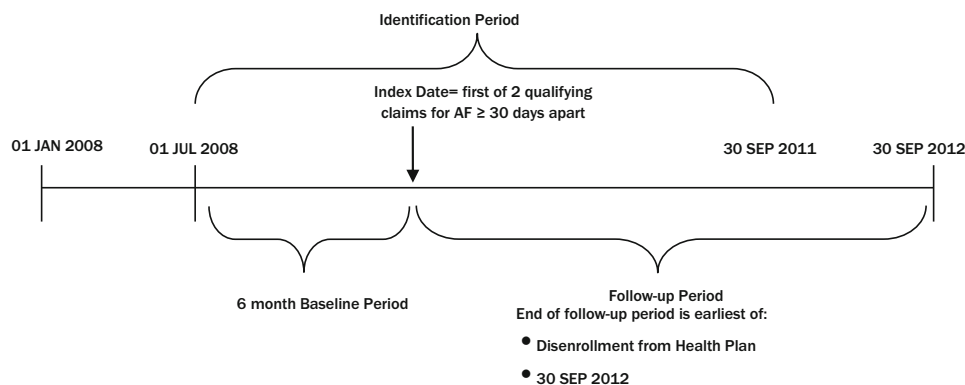 Identification Period
Index Date= first of 2 qualifying
claims for AF ≥ 30 days apart
01 JAN 2008
01 JUL 2008
30 SEP 2011
30 SEP 2012
6 month Baseline Period
Follow-up Period
End of follow-up period is earliest of:
● Disenrollment from Health Plan
● 30 SEP 2012